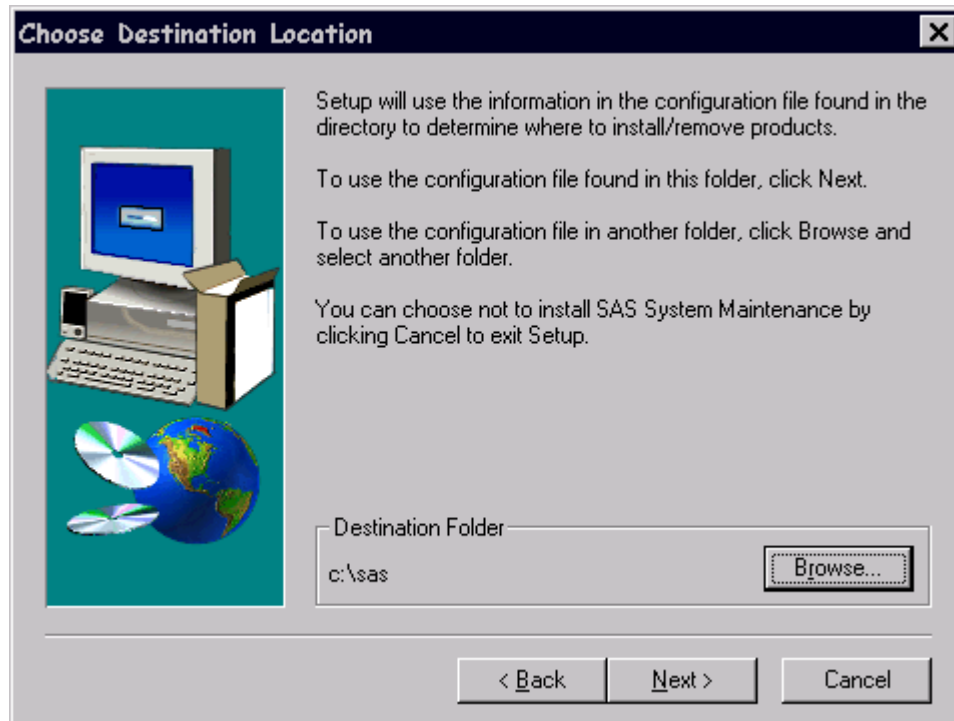 Choose Destination Location
Setup will use the information in the configuration file found in the
directory to determine where to install/remove products.
To use the configuration file found in this folder, click Next.
To use the configuration file in another folder, click Browse and
select another folder.
You can choose not to install SAS System Maintenance by
clicking Cancel to exit Setup.
Destination Folder
c:\sas
Browse...
< Back
Next >
Cancel